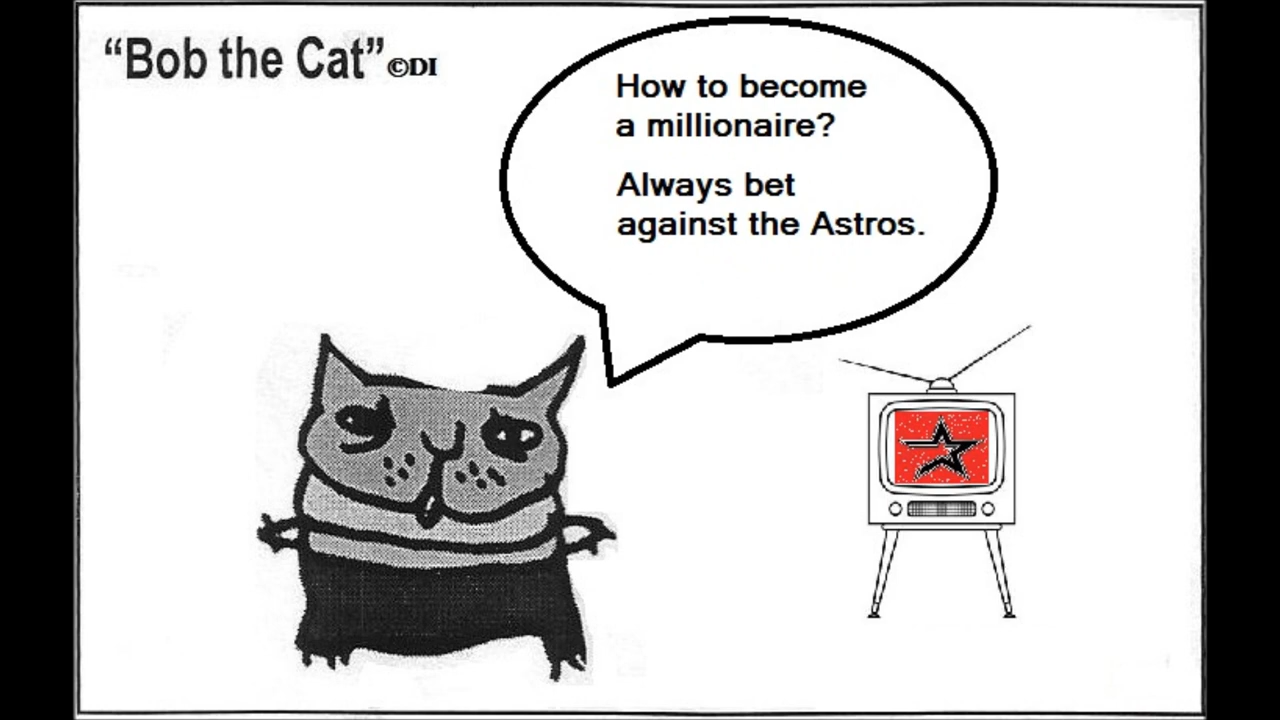 “Bob the Cat” ©DI
How to become
a millionaire?
Always bet
against the Astros.